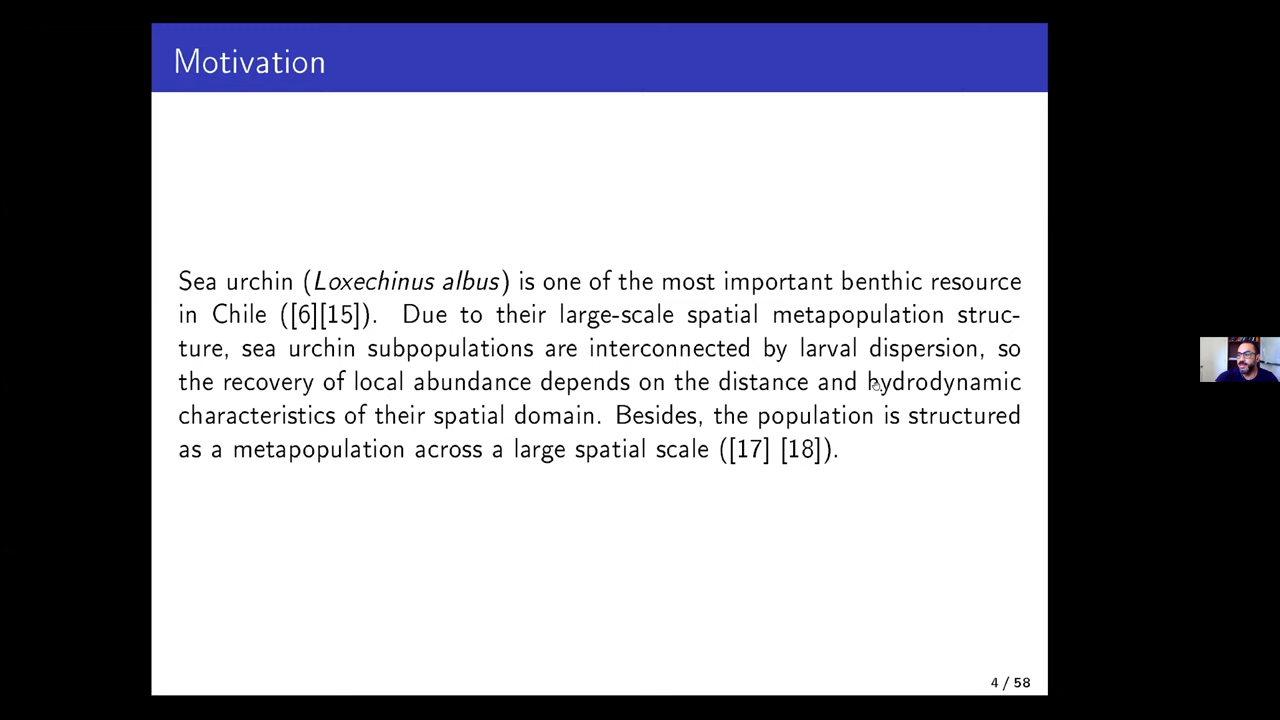 Motivation
Sea urchin (Loxechinus albus) is one of the most important benthic resource
in Chile ([6][15]). Due to their large-scale spatial metapopulation struc-
ture, sea urchin subpopulations are interconnected by larval dispersion, so
the recovery of local abundance depends on the distance and hydrodynamic
characteristics of their spatial domain. Besides, the population is structured
as a metapopulation across a large spatial scale ([17] [18]).
4 / 58